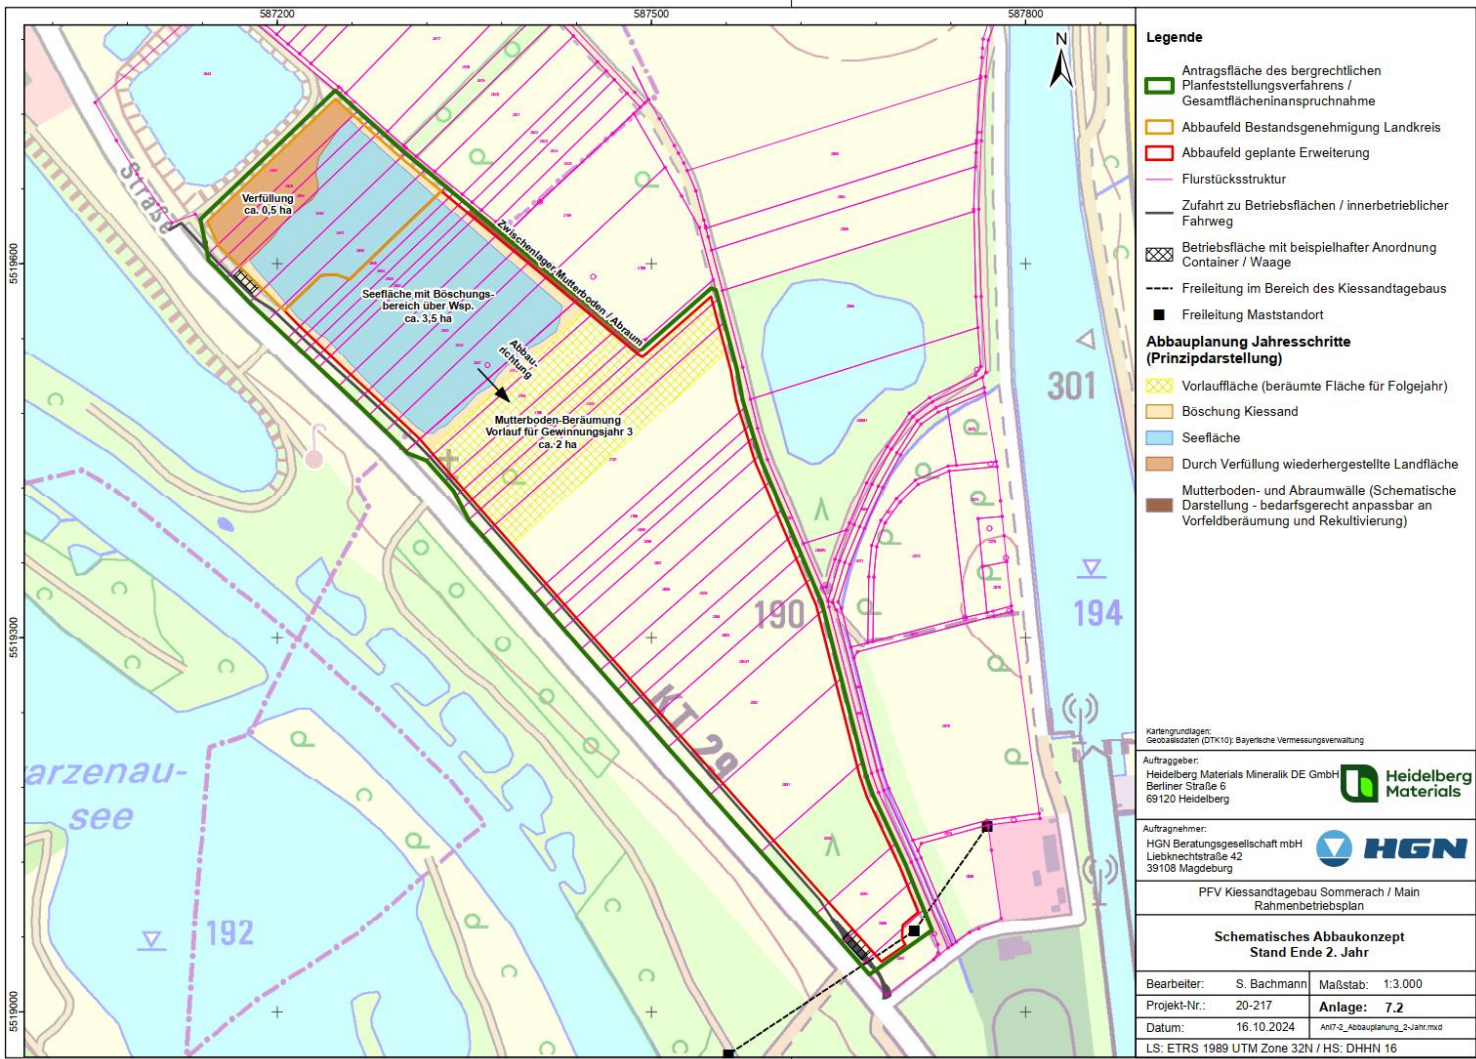 587200
587500
587800
5519600
5519300
5519000
N
Straße
Verfüllung
ca. 0,5 ha
Zwischenlager Mutterboden / Abraum
Seefläche mit Böschungs-
bereich über Wsp.
ca. 3,5 ha
Abbau-
richtung
Mutterboden-Beräumung
Vorlauf für Gewinnungsjahr 3
ca. 2 ha
301
190
194
KT 29
arzenau-
see
192
Legende
Antragsfläche des bergrechtlichen
Planfeststellungsverfahrens /
Gesamtflächeninanspruchnahme
Abbaufeld Bestandsgenehmigung Landkreis
Abbaufeld geplante Erweiterung
Flurstücksstruktur
Zufahrt zu Betriebsflächen / innerbetrieblicher
Fahrweg
Betriebsfläche mit beispielhafter Anordnung
Container / Waage
Freileitung im Bereich des Kiessandtagebaus
Freileitung Maststandort
Abbauplanung Jahresschritte
(Prinzipdarstellung)
Vorlauffläche (beräumte Fläche für Folgejahr)
Böschung Kiessand
Seefläche
Durch Verfüllung wiederhergestellte Landfläche
Mutterboden- und Abraumwälle (Schematische
Darstellung - bedarfsgerecht anpassbar an
Vorfeldberäumung und Rekultivierung)
Kartengrundlagen:
Geobasisdaten (DTK10): Bayerische Vermessungsverwaltung
Auftraggeber:
Heidelberg Materials Mineralik DE GmbH
Berliner Straße 6
69120 Heidelberg
Heidelberg
Materials
Auftragnehmer:
HGN Beratungsgesellschaft mbH
Liebknechtstraße 42
39108 Magdeburg
HGN
PFV Kiessandtagebau Sommerach / Main
Rahmenbetriebsplan
Schematisches Abbaukonzept
Stand Ende 2. Jahr
Bearbeiter: S. Bachmann Maßstab: 1:3.000
Projekt-Nr.: 20-217 Anlage: 7.2
Datum: 16.10.2024 Anl7-2_Abbauplanung_2-Jahr.mxd
LS: ETRS 1989 UTM Zone 32N / HS: DHHN 16